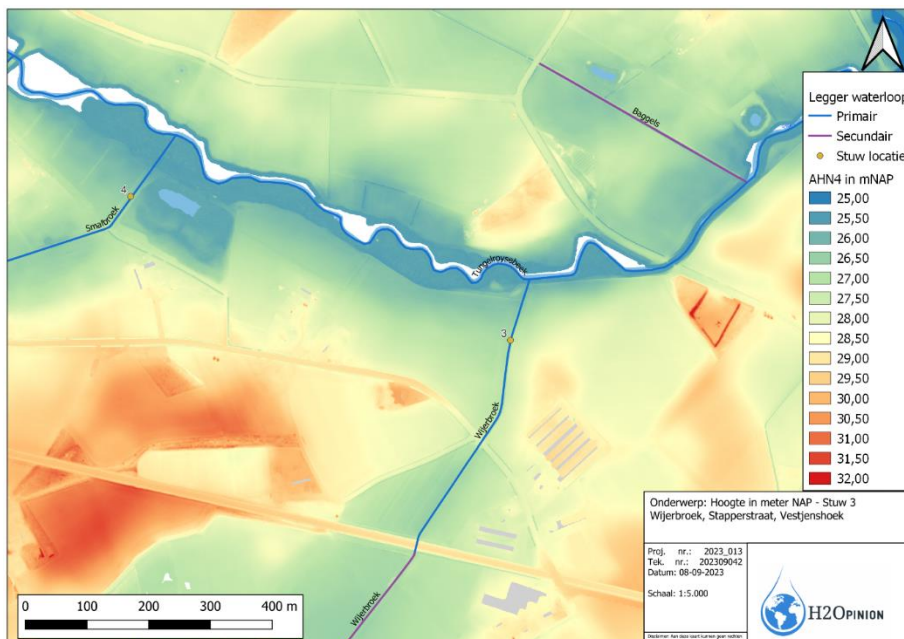 Baggels
Legger waterloop
Primair
Secundair
Stuw locatie
AHN4 in mNAP
25,00
25,50
26,00
26,50
27,00
27,50
28,00
28,50
29,00
29,50
30,00
30,50
31,00
31,50
32,00
4
Smalbroek
Tungelroysebeek
3
Wijerbroek
Wijerbroek
Onderwerp: Hoogte in meter NAP - Stuw 3
Wijerbroek, Stapperstraat, Vestjenshoek
Proj. nr.: 2023_013
Tek. nr.: 202309042
Datum: 08-09-2023
Schaal: 1:5.000
H2OPINION
0 100 200 300 400 m